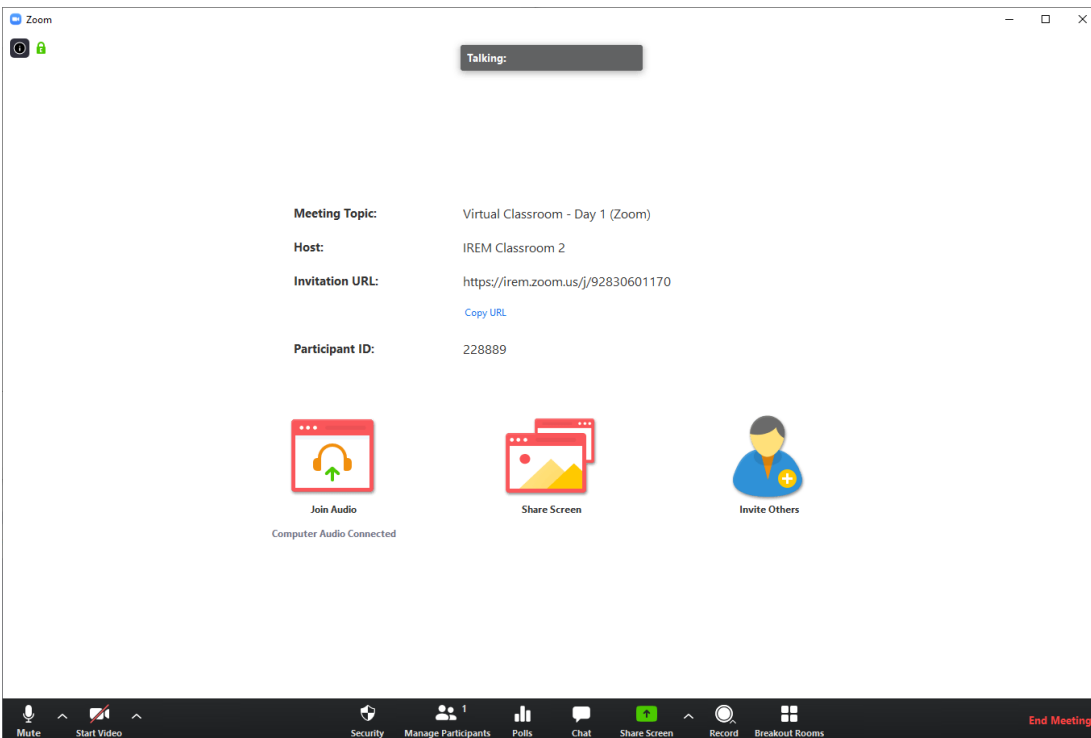 Zoom
Talking:
Meeting Topic: Virtual Classroom - Day 1 (Zoom)
Host: IREM Classroom 2
Invitation URL: https://irem.zoom.us/j/92830601170
Copy URL
Participant ID: 228889
Join Audio Share Screen Invite Others
Computer Audio Connected
1
Mute Start Video Security Manage Participants Polls Chat Share Screen Record Breakout Rooms End Meeting